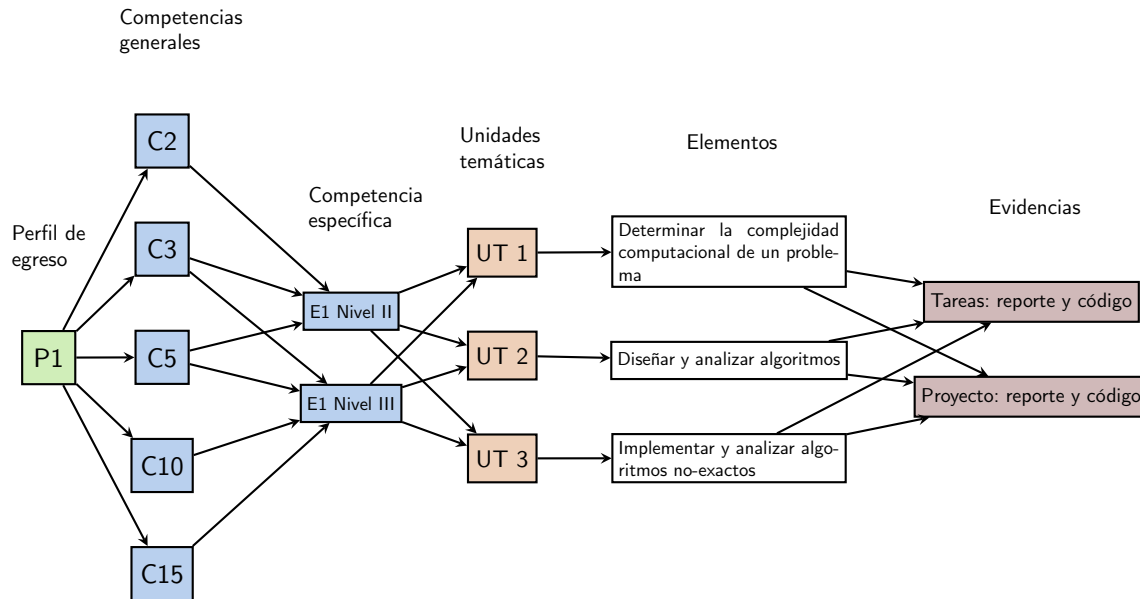 Competencias
generales
C2
C3
C5
C10
C15
Perfil de
egreso
P1
Competencia
específica
E1 Nivel II
E1 Nivel III
Unidades
temáticas
UT 1
UT 2
UT 3
Elementos
Determinar la complejidad
computacional de un proble-
ma
Diseñar y analizar algoritmos
Implementar y analizar algo-
ritmos no-exactos
Evidencias
Tareas: reporte y código
Proyecto: reporte y código